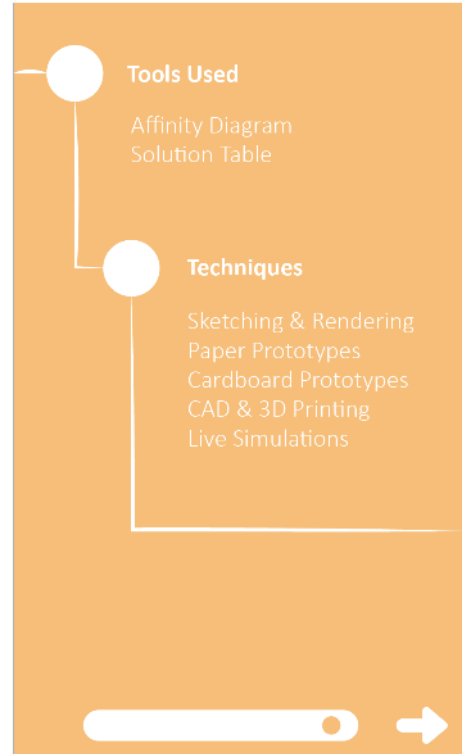 Tools Used
Affinity Diagram
Solution Table
Techniques
Sketching & Rendering
Paper Prototypes
Cardboard Prototypes
CAD & 3D Printing
Live Simulations